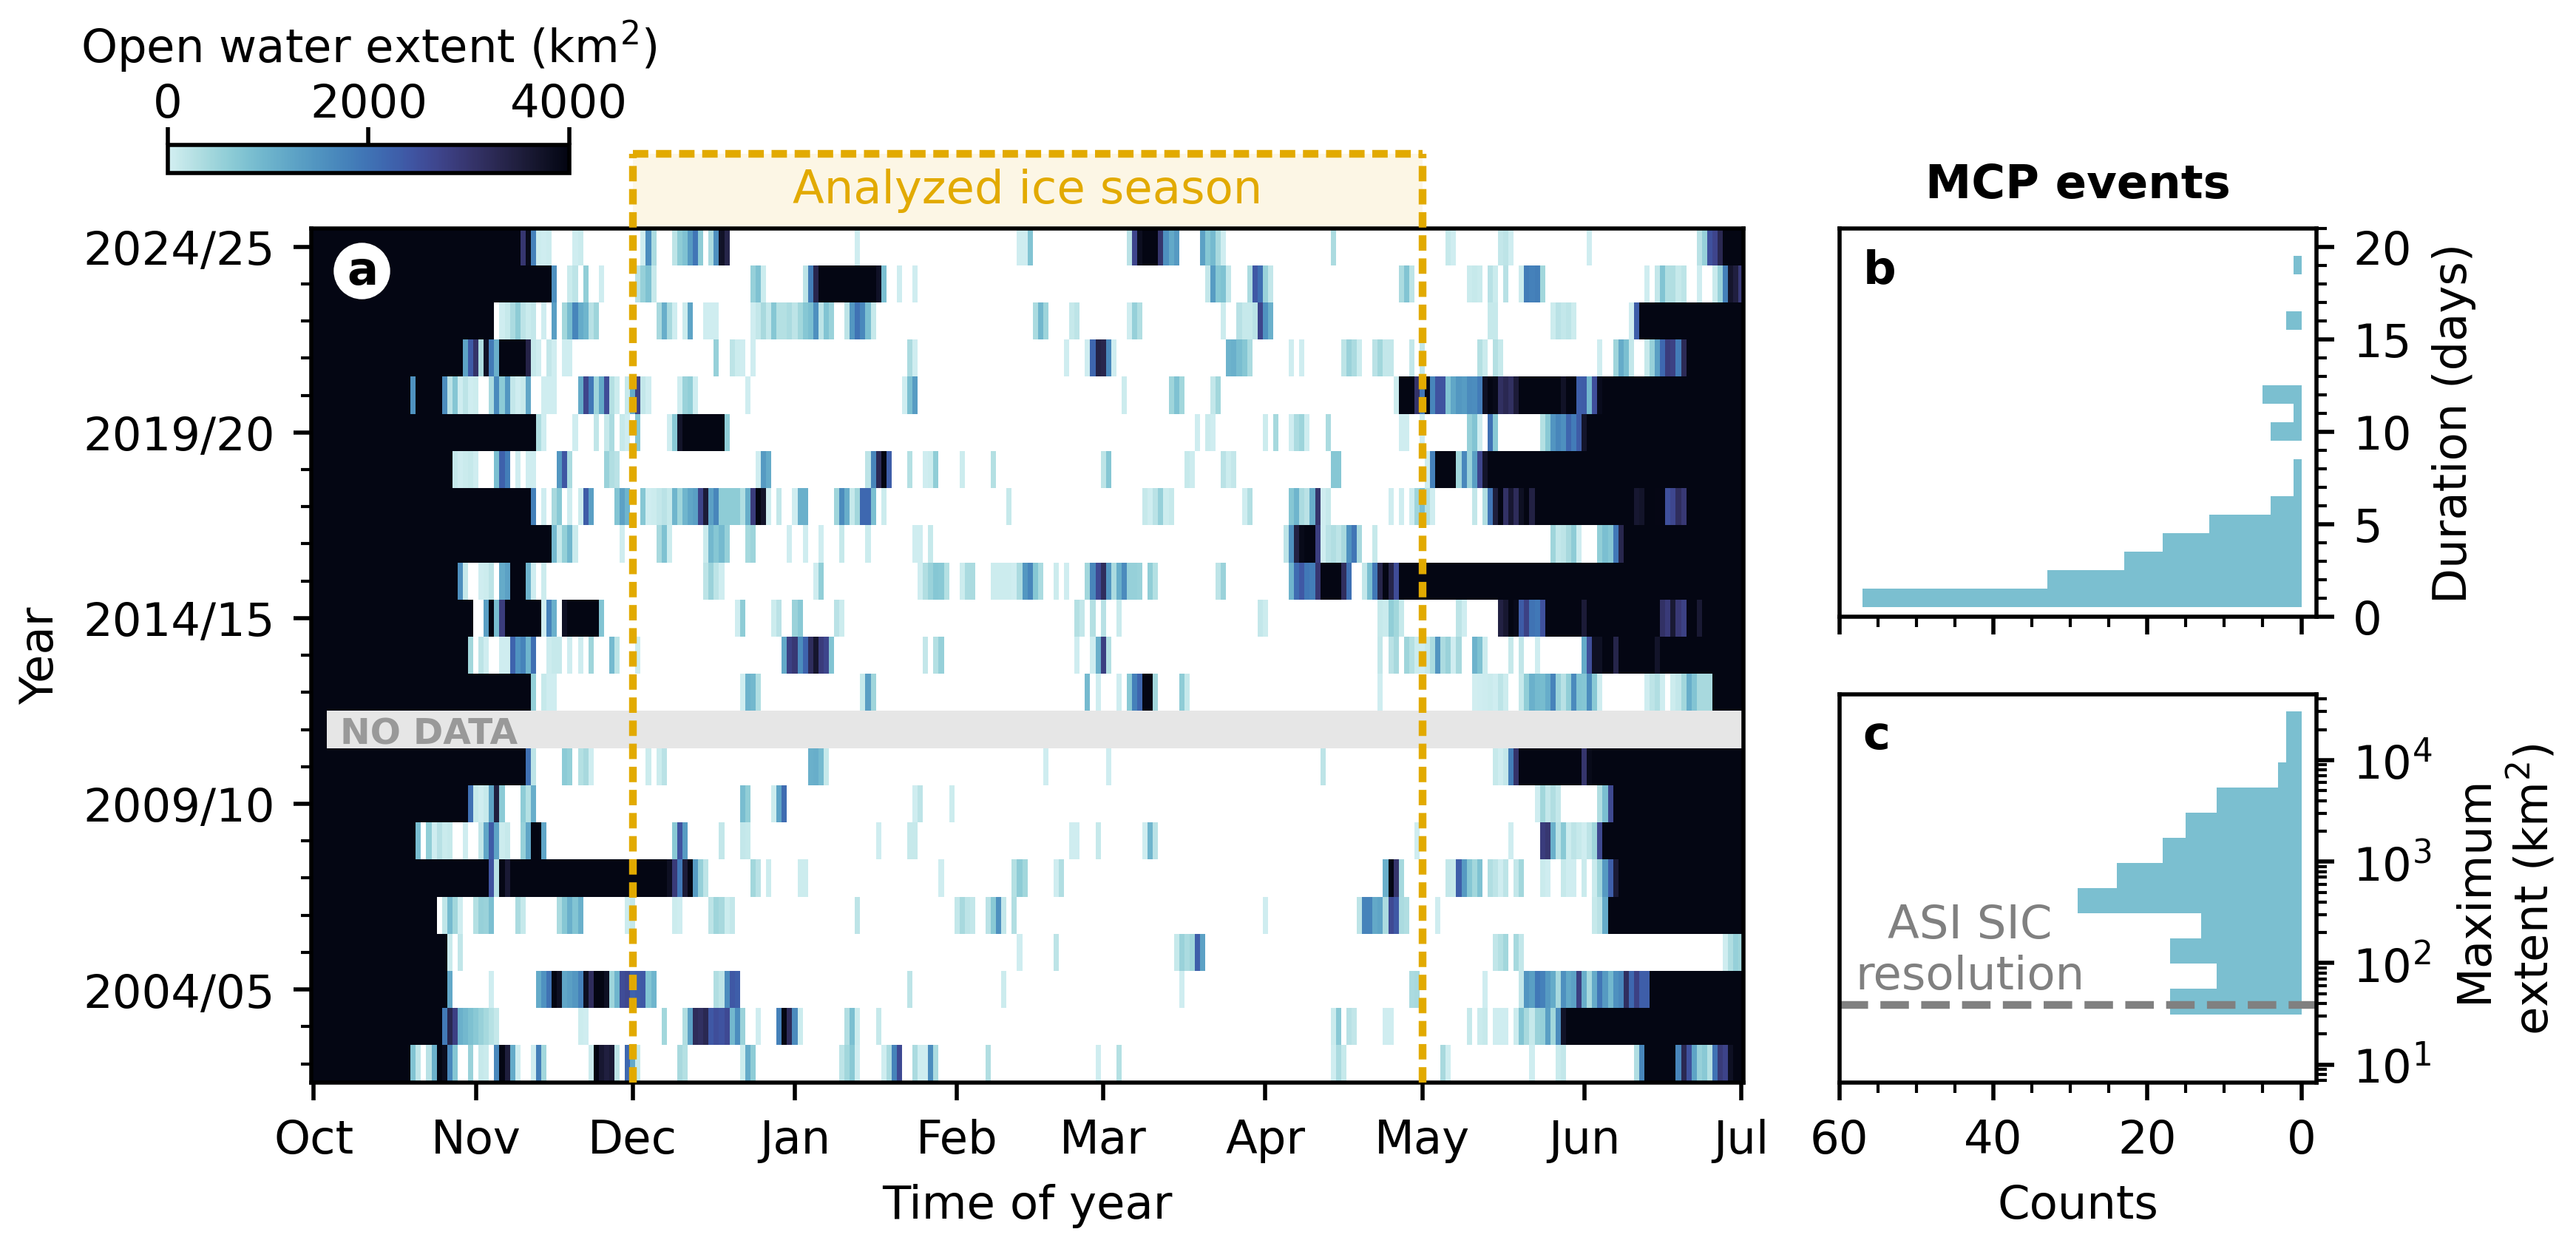 Open water extent (km²)
0 2000 4000
Analyzed ice season
MCP events
2024/25
2019/20
2014/15
2009/10
2004/05
Year
a
NO DATA
Oct Nov Dec Jan Feb Mar Apr May Jun Jul
Time of year
b
20
15
10
5
0
Duration (days)
c
ASI SIC
resolution
10⁴
10³
10²
10¹
Maximum
extent (km²)
60 40 20 0
Counts